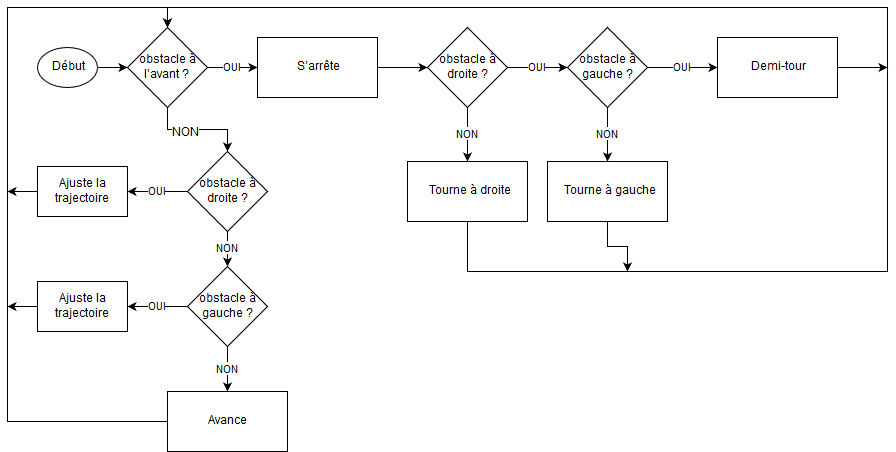 Début
obstacle à
l'avant ?
OUI
S'arrête
obstacle à
droite ?
OUI
obstacle à
gauche ?
OUI
Demi-tour
NON
NON
NON
Ajuste la
trajectoire
OUI
obstacle à
droite ?
Tourne à droite
Tourne à gauche
NON
Ajuste la
trajectoire
OUI
obstacle à
gauche ?
NON
Avance